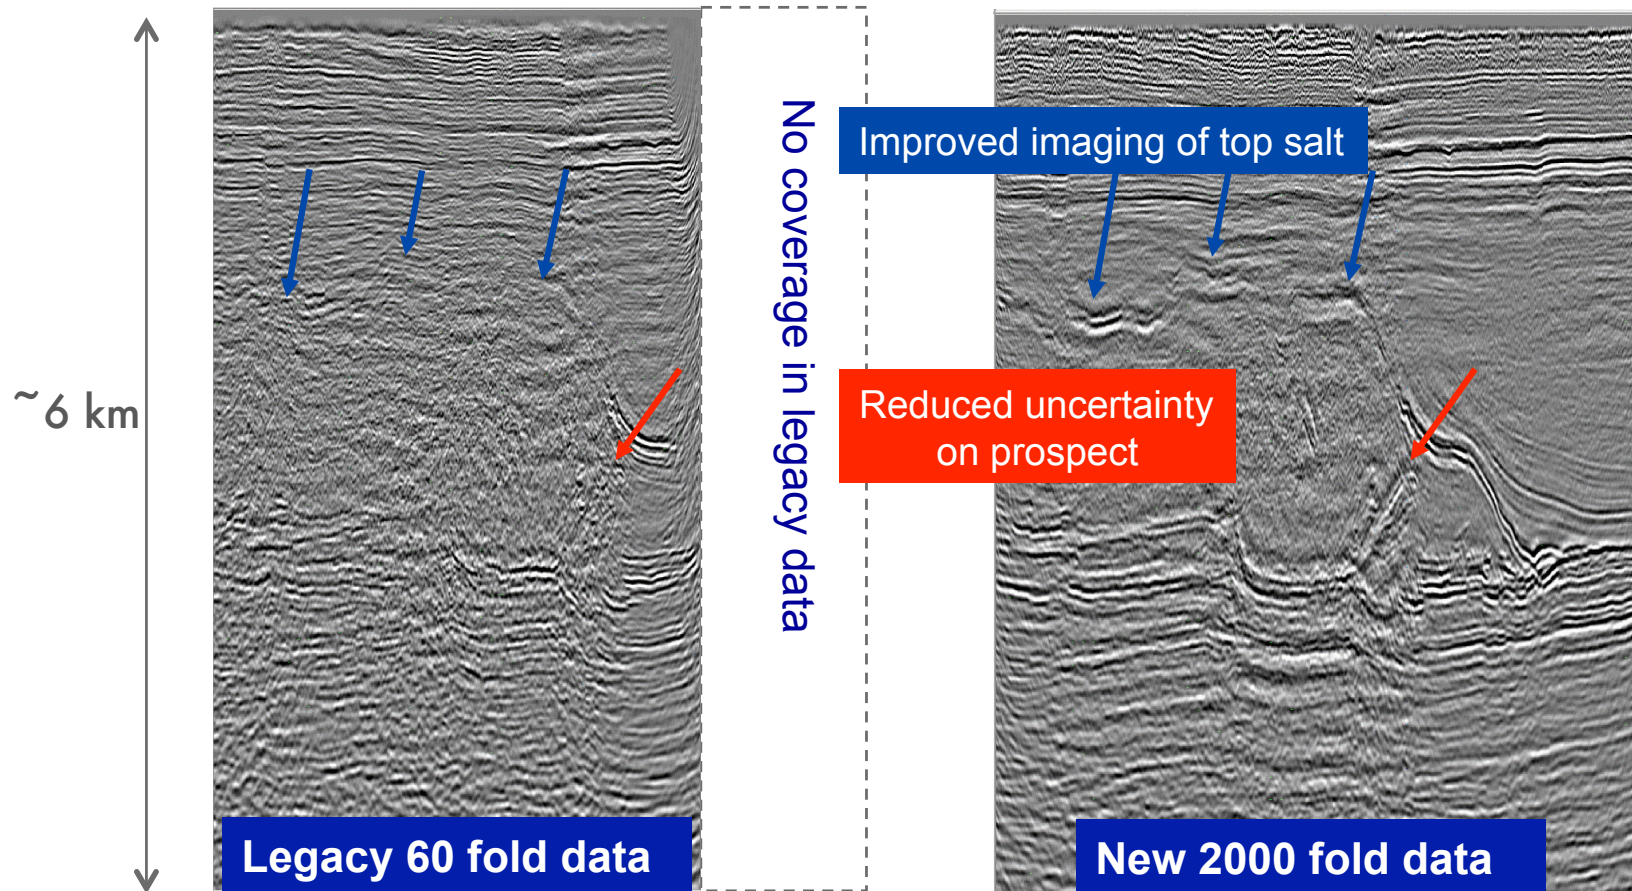 ~6 km
No coverage in legacy data
Improved imaging of top salt
Reduced uncertainty
on prospect
Legacy 60 fold data
New 2000 fold data